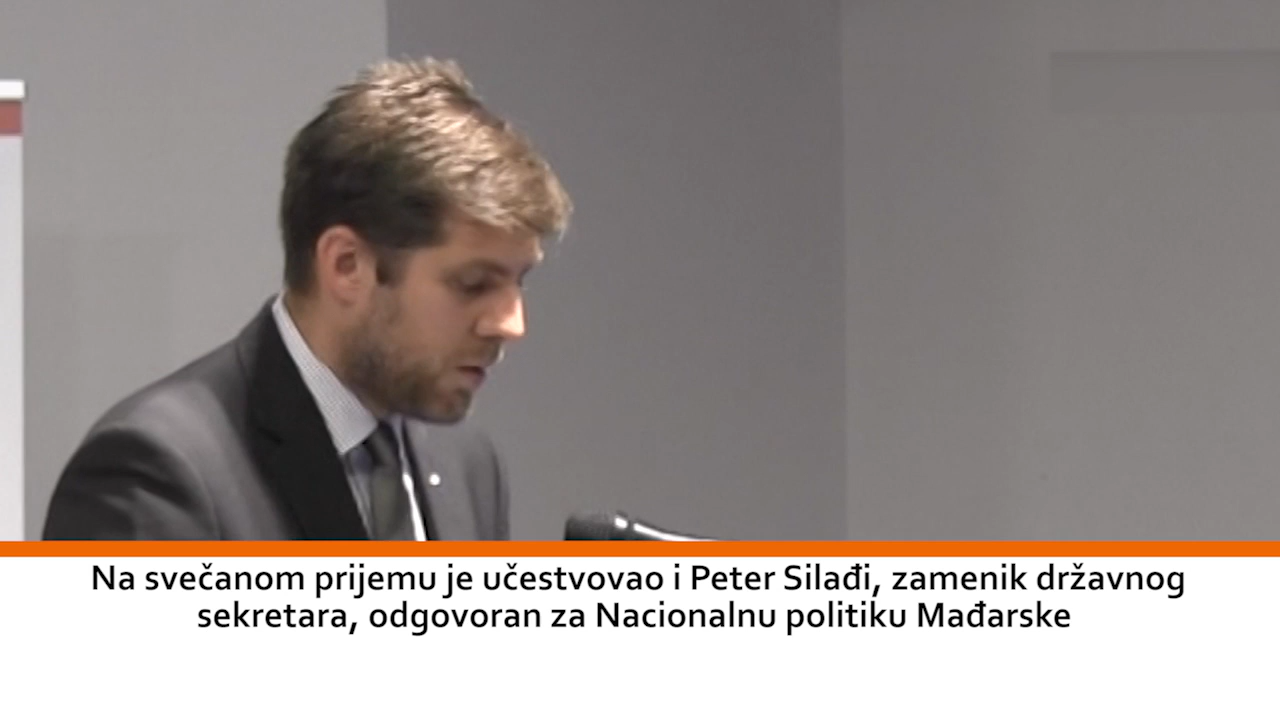 Na svečanom prijemu je učestvovao i Peter Silađi, zamenik državnog
sekretara, odgovoran za Nacionalnu politiku Mađarske